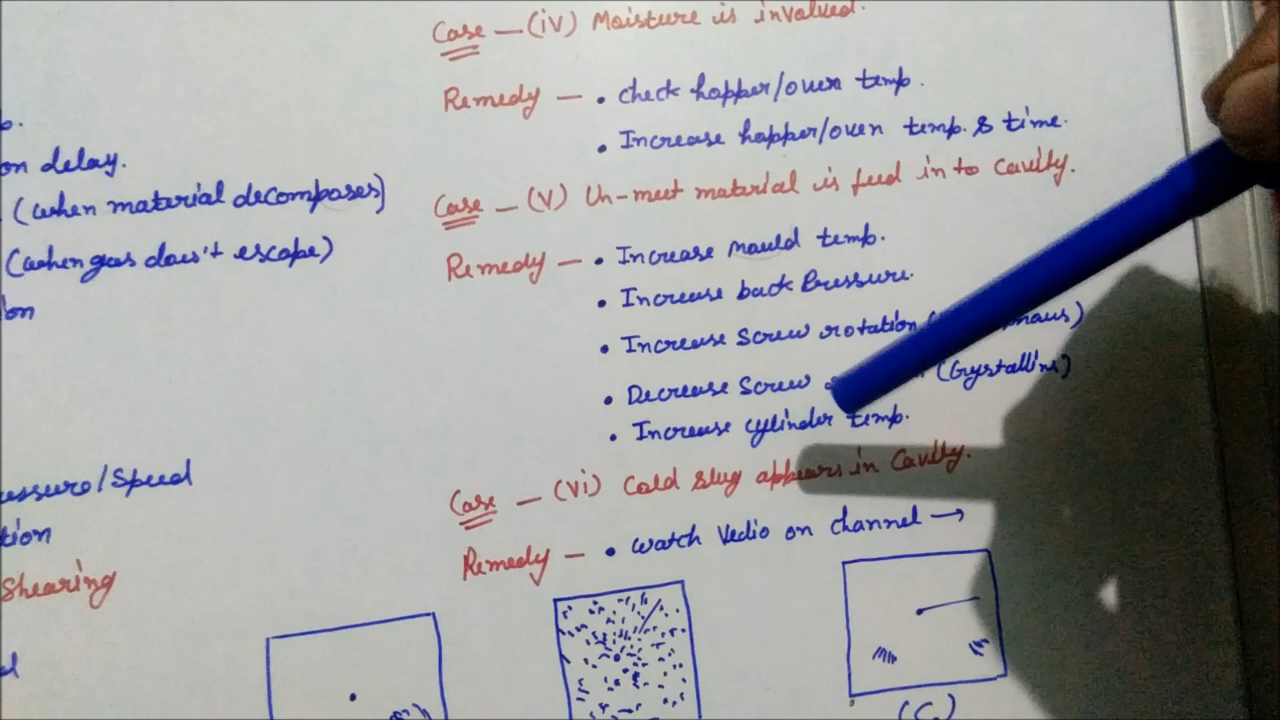 Case - (iv) Moisture is involved.
Remedy - • check hopper/oven temp.
• Increase hopper/oven temp. & time.
Case - (V) Un-melt material is feed in to cavity.
Remedy - • Increase mould temp.
• Increase back Pressure.
• Increase Screw rotation
• Decrease Screw (Crystallins)
• Increase cylinder temp.
Case - (Vi) Cold slug appears in Cavity.
Remedy - • watch Vedio on channel →
on delay.
(when material decomposes)
(when gas does't escape)
/Speed
Shearing
(C)